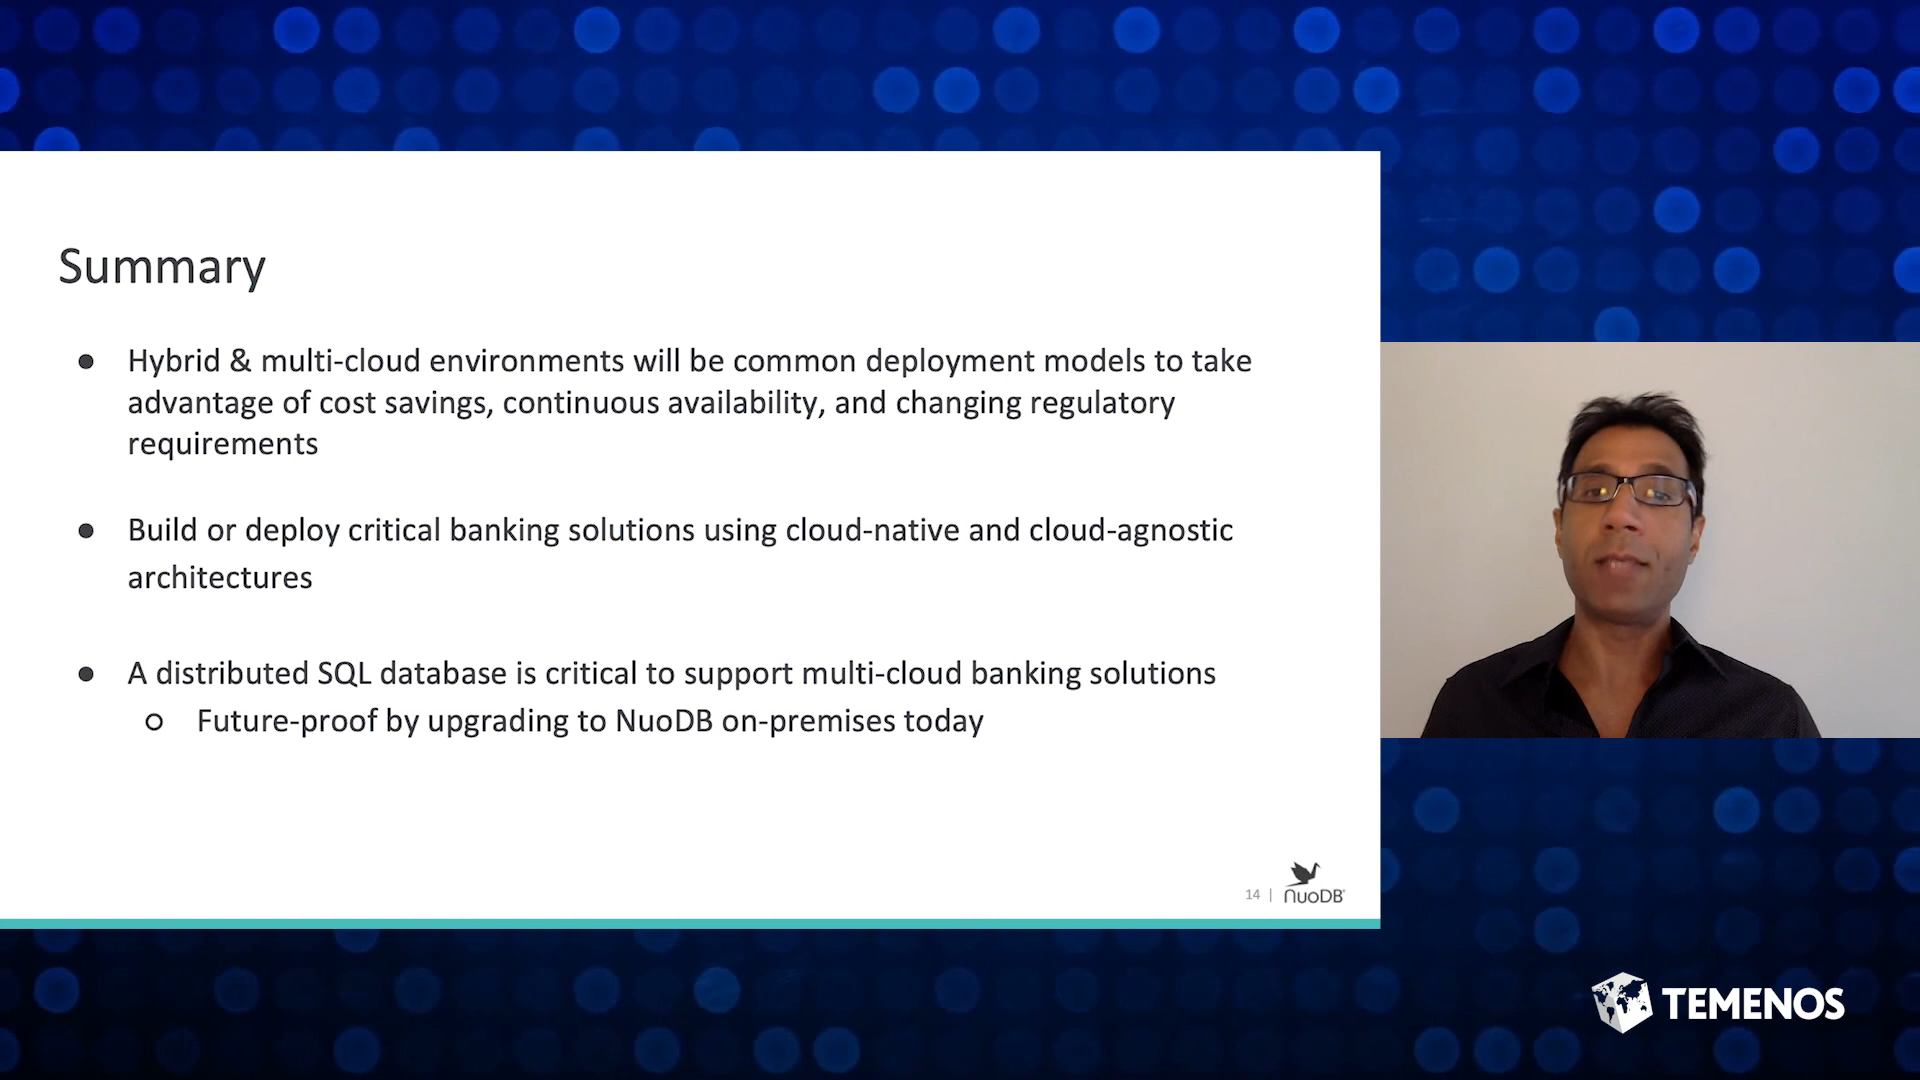 Summary
● Hybrid & multi-cloud environments will be common deployment models to take
advantage of cost savings, continuous availability, and changing regulatory
requirements
● Build or deploy critical banking solutions using cloud-native and cloud-agnostic
architectures
● A distributed SQL database is critical to support multi-cloud banking solutions
○ Future-proof by upgrading to NuoDB on-premises today
14 | NuoDB
TEMENOS